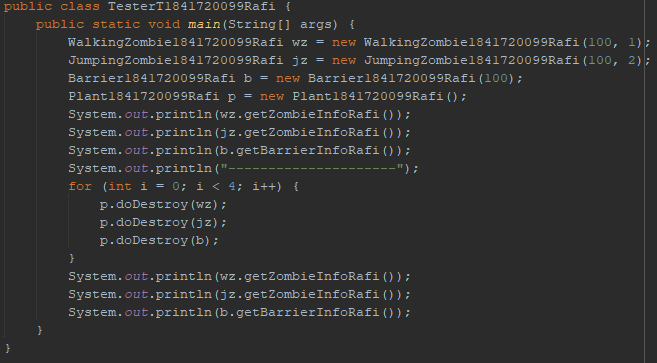 public class TesterT1841720099Rafi {
    public static void main(String[] args) {
        WalkingZombie1841720099Rafi wz = new WalkingZombie1841720099Rafi(100, 1);
        JumpingZombie1841720099Rafi jz = new JumpingZombie1841720099Rafi(100, 2);
        Barrier1841720099Rafi b = new Barrier1841720099Rafi(100);
        Plant1841720099Rafi p = new Plant1841720099Rafi();
        System.out.println(wz.getZombieInfoRafi());
        System.out.println(jz.getZombieInfoRafi());
        System.out.println(b.getBarrierInfoRafi());
        System.out.println("---------------------");
        for (int i = 0; i < 4; i++) {
            p.doDestroy(wz);
            p.doDestroy(jz);
            p.doDestroy(b);
        }
        System.out.println(wz.getZombieInfoRafi());
        System.out.println(jz.getZombieInfoRafi());
        System.out.println(b.getBarrierInfoRafi());
    }
}